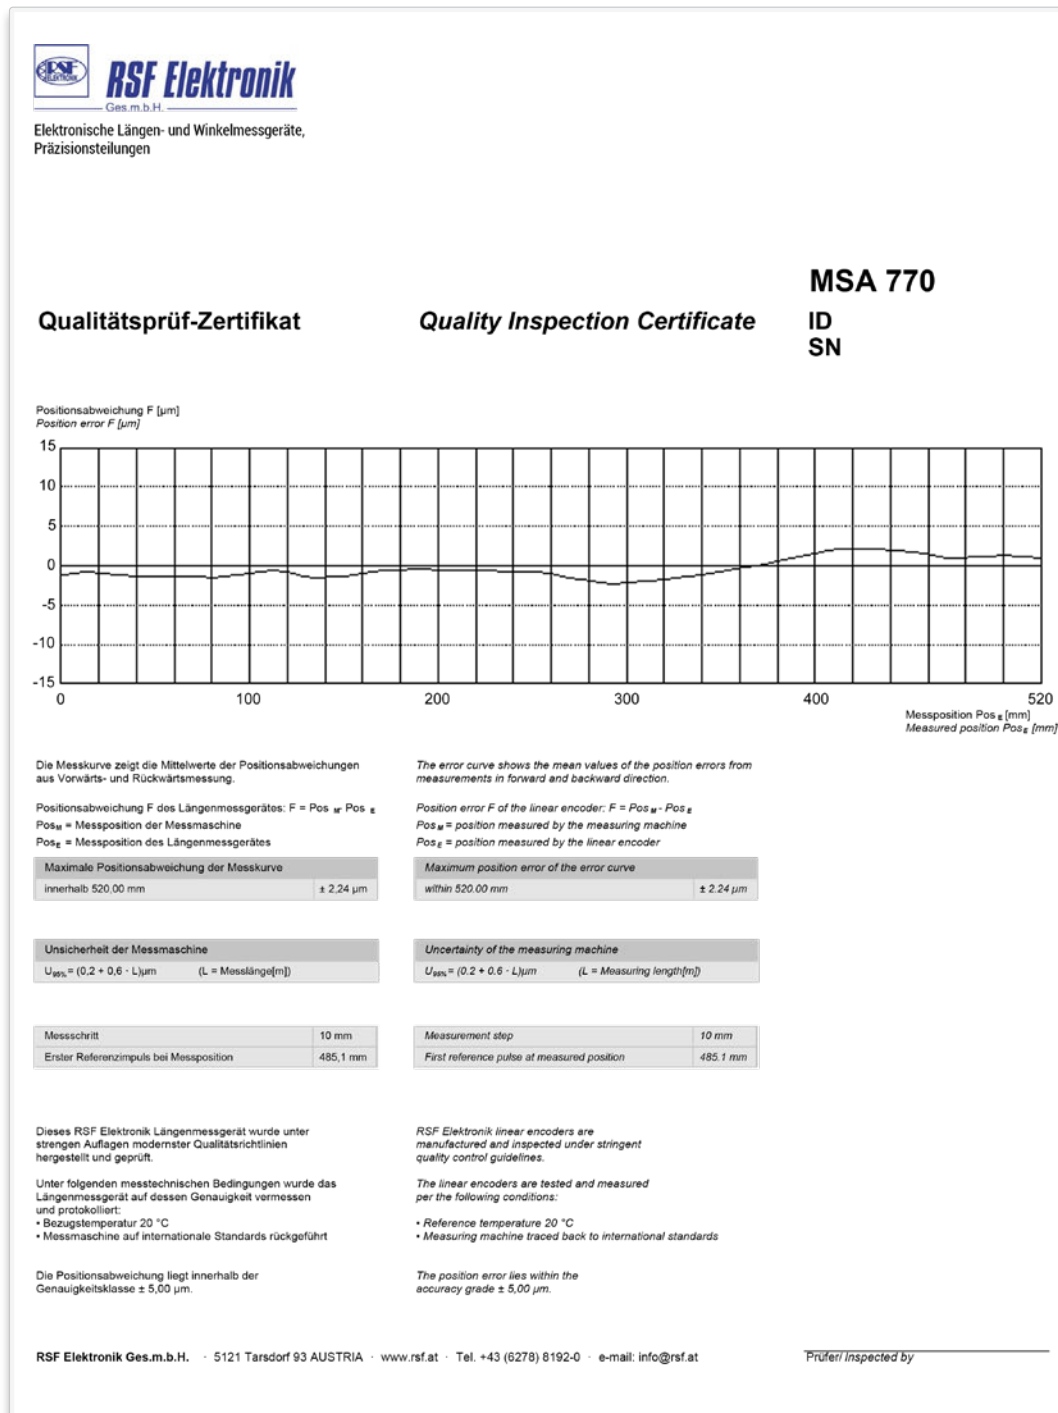 RSF
ELEKTRONIK
RSF Elektronik
Ges.m.b.H.
Elektronische Längen- und Winkelmessgeräte,
Präzisionsteilungen
MSA 770
Qualitätsprüf-Zertifikat
Quality Inspection Certificate
ID
SN
Positionsabweichung F [µm]
Position error F [µm]
15
10
5
0
-5
-10
-15
0 100 200 300 400 520
Messposition Pos E [mm]
Measured position Pos E [mm]
Die Messkurve zeigt die Mittelwerte der Positionsabweichungen
aus Vorwärts- und Rückwärtsmessung.
The error curve shows the mean values of the position errors from
measurements in forward and backward direction.
Positionsabweichung F des Längenmessgerätes: F = Pos M- Pos E
PosM = Messposition der Messmaschine
PosE = Messposition des Längenmessgerätes
Position error F of the linear encoder: F = Pos M - Pos E
Pos M = position measured by the measuring machine
Pos E = position measured by the linear encoder
Maximale Positionsabweichung der Messkurve
innerhalb 520,00 mm ± 2,24 µm
Maximum position error of the error curve
within 520.00 mm ± 2.24 µm
Unsicherheit der Messmaschine
U95% = (0,2 + 0,6 · L)µm (L = Messlänge[m])
Uncertainty of the measuring machine
U95% = (0.2 + 0.6 · L)µm (L = Measuring length[m])
Messschritt 10 mm
Erster Referenzimpuls bei Messposition 485,1 mm
Measurement step 10 mm
First reference pulse at measured position 485.1 mm
Dieses RSF Elektronik Längenmessgerät wurde unter
strengen Auflagen modernster Qualitätsrichtlinien
hergestellt und geprüft.
RSF Elektronik linear encoders are
manufactured and inspected under stringent
quality control guidelines.
Unter folgenden messtechnischen Bedingungen wurde das
Längenmessgerät auf dessen Genauigkeit vermessen
und protokolliert:
• Bezugstemperatur 20 °C
• Messmaschine auf internationale Standards rückgeführt
The linear encoders are tested and measured
per the following conditions:
• Reference temperature 20 °C
• Measuring machine traced back to international standards
Die Positionsabweichung liegt innerhalb der
Genauigkeitsklasse ± 5,00 µm.
The position error lies within the
accuracy grade ± 5,00 µm.
RSF Elektronik Ges.m.b.H. · 5121 Tarsdorf 93 AUSTRIA · www.rsf.at · Tel. +43 (6278) 8192-0 · e-mail: info@rsf.at
Prüfer/ Inspected by